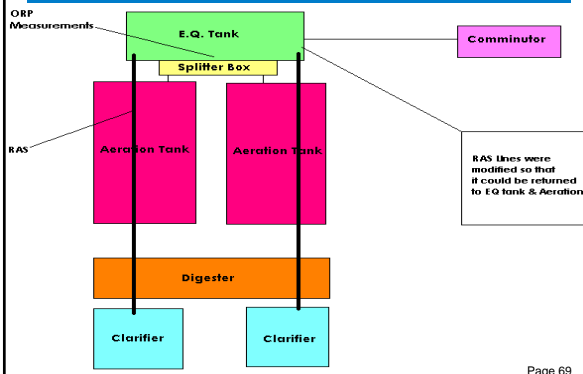 ORP
Measurements
E.Q. Tank
Comminutor
Splitter Box
RAS
Aeration Tank
Aeration Tank
RAS Lines were
modified so that
it could be returned
to EQ tank & Aeration
Digester
Clarifier
Clarifier
Page 69